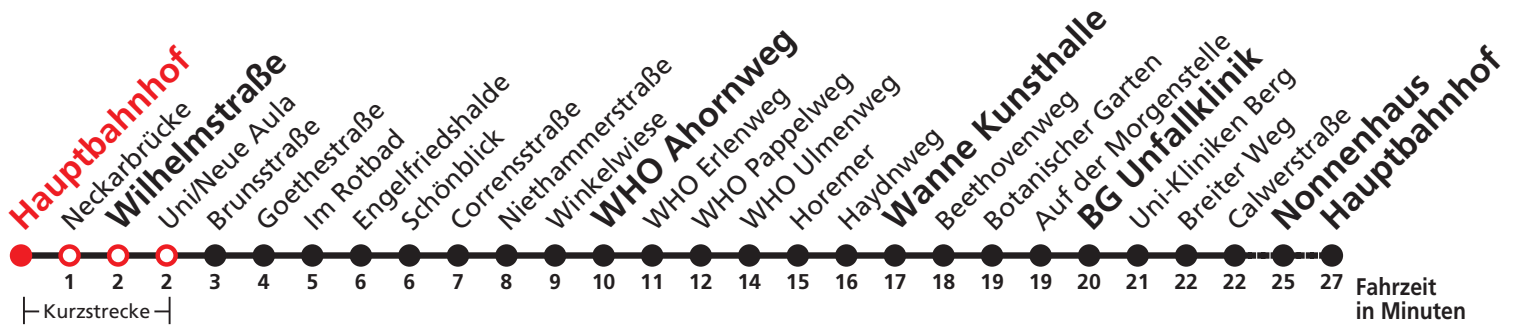 Hauptbahnhof
Neckarbrücke
Wilhelmstraße
Uni/Neue Aula
Brunsstraße
Goethestraße
Im Rotbad
Engelfriedshalde
Schönblick
Corrensstraße
Niethammerstraße
Winkelwiese
WHO Ahornweg
WHO Erlenweg
WHO Pappelweg
WHO Ulmenweg
Horemer
Haydnweg
Wanne Kunsthalle
Beethovenweg
Botanischer Garten
Auf der Morgenstelle
BG Unfallklinik
Uni-Kliniken Berg
Breiter Weg
Calwerstraße
Nonnenhaus
Hauptbahnhof
1 2 2 3 4 5 6 6 7 8 9 10 11 12 14 15 16 17 18 19 19 20 21 22 22 25 27
Fahrzeit
in Minuten
Kurzstrecke